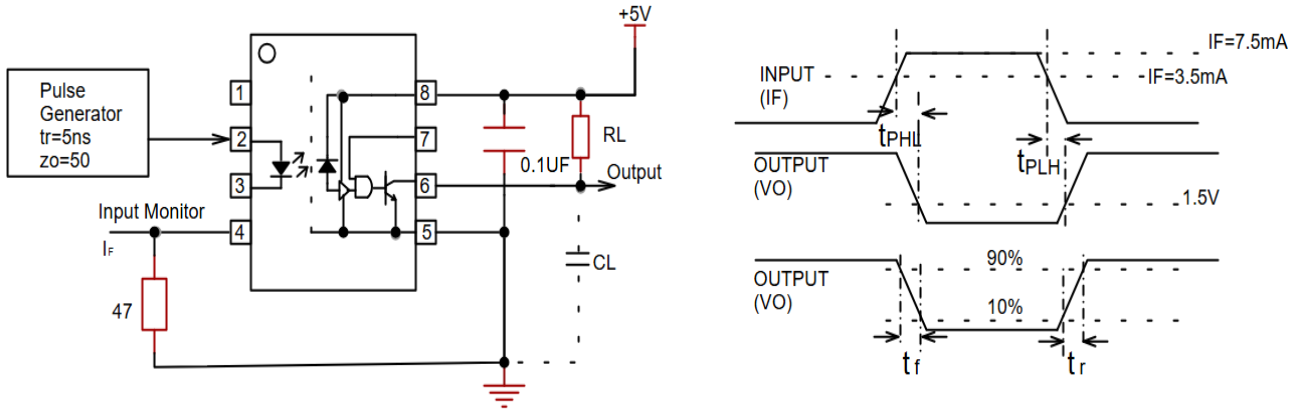 +5V
Pulse
Generator
tr=5ns
zo=50
1
2
3
4
8
7
6
5
0.1UF
RL
Output
Input Monitor
IF
47
CL
INPUT
(IF)
IF=7.5mA
IF=3.5mA
tPHL
tPLH
OUTPUT
(VO)
1.5V
OUTPUT
(VO)
90%
10%
tf
tr